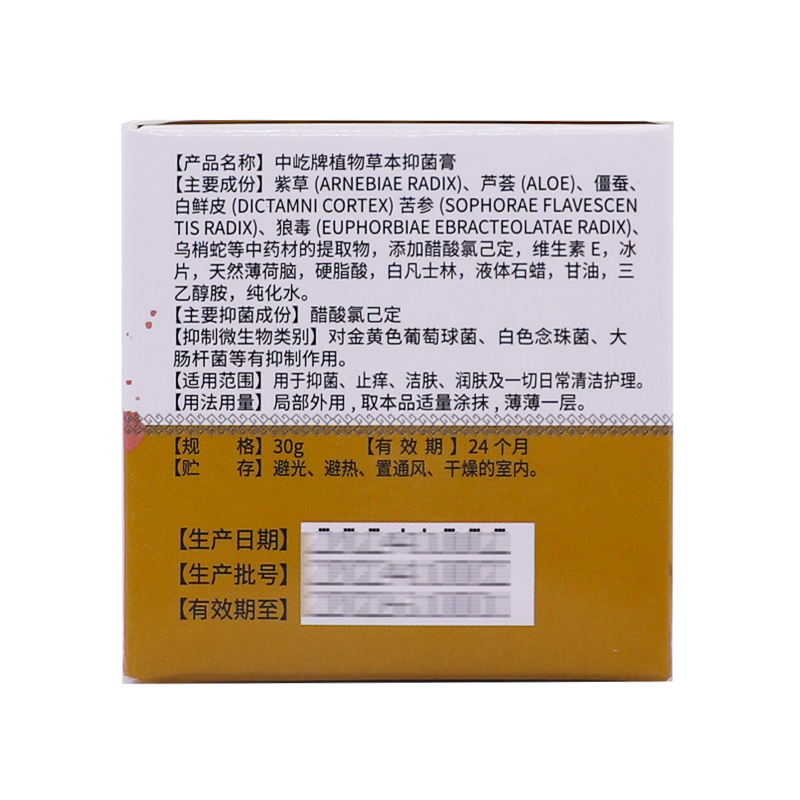 【产品名称】中屹牌植物草本抑菌膏
【主要成份】紫草 (ARNEBIAE RADIX)、芦荟 (ALOE)、僵蚕、
白鲜皮 (DICTAMNI CORTEX) 苦参 (SOPHORAE FLAVESCEN
TIS RADIX)、狼毒 (EUPHORBIAE EBRACTEOLATAE RADIX)、
乌梢蛇等中药材的提取物，添加醋酸氯己定，维生素 E，冰
片，天然薄荷脑，硬脂酸，白凡士林，液体石蜡，甘油，三
乙醇胺，纯化水。
【主要抑菌成份】醋酸氯己定
【抑制微生物类别】对金黄色葡萄球菌、白色念珠菌、大
肠杆菌等有抑制作用。
【适用范围】用于抑菌、止痒、洁肤、润肤及一切日常清洁护理。
【用法用量】局部外用 , 取本品适量涂抹 , 薄薄一层。
【规 格】30g 【有 效 期 】24 个月
【贮 存】避光、避热、置通风、干燥的室内。
【生产日期】
【生产批号】
【有效期至】